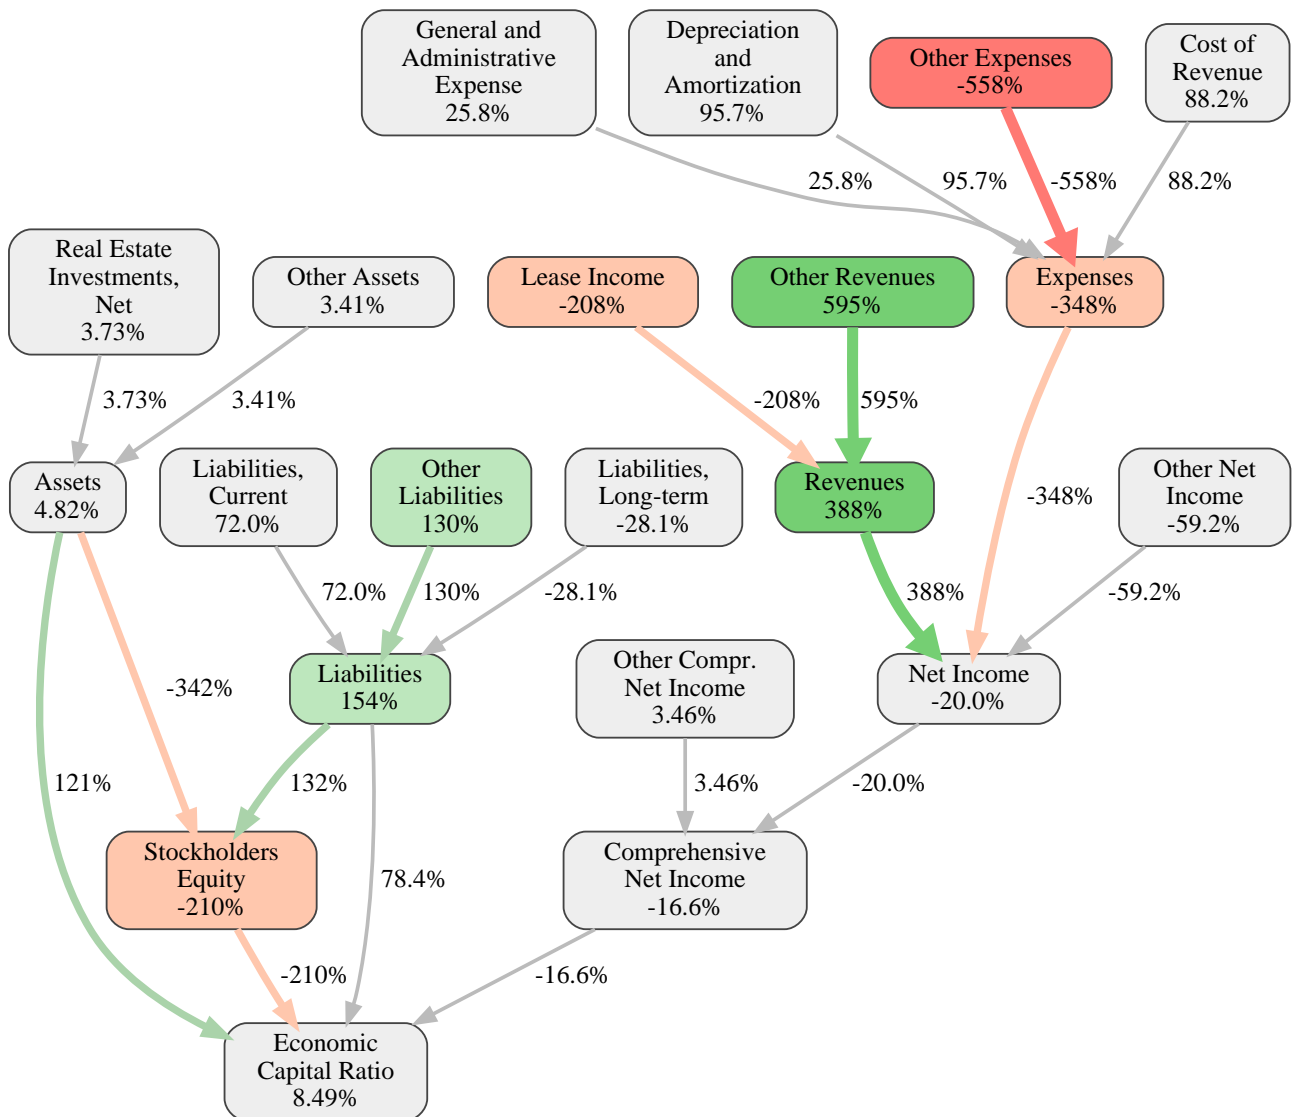 General and
Administrative
Expense
25.8%
Depreciation
and
Amortization
95.7%
Other Expenses
-558%
Cost of
Revenue
88.2%
25.8%
95.7%
-558%
88.2%
Real Estate
Investments,
Net
3.73%
Other Assets
3.41%
Lease Income
-208%
Other Revenues
595%
Expenses
-348%
3.73%
3.41%
-208%
595%
-348%
Assets
4.82%
Liabilities,
Current
72.0%
Other
Liabilities
130%
Liabilities,
Long-term
-28.1%
Revenues
388%
Other Net
Income
-59.2%
72.0%
130%
-28.1%
388%
-59.2%
-342%
Liabilities
154%
Other Compr.
Net Income
3.46%
Net Income
-20.0%
121%
132%
3.46%
-20.0%
Stockholders
Equity
-210%
78.4%
Comprehensive
Net Income
-16.6%
-210%
-16.6%
Economic
Capital Ratio
8.49%